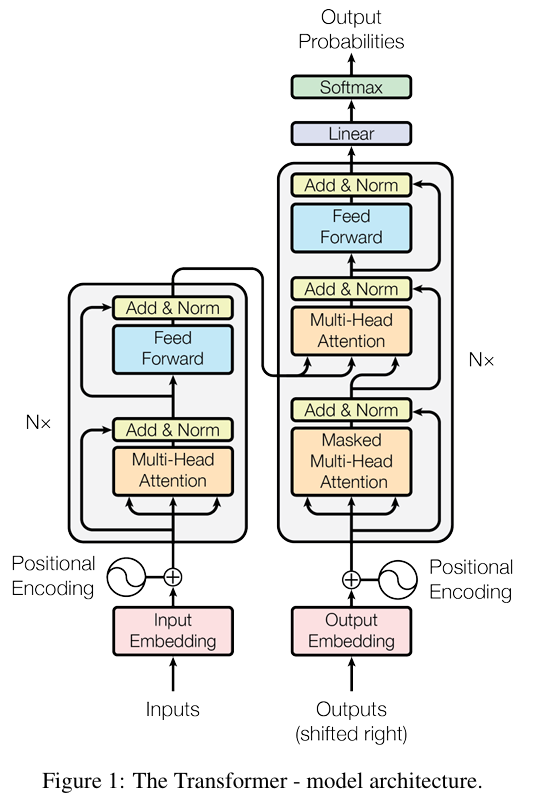 Output
Probabilities
Softmax
Linear
Add & Norm
Feed
Forward
Add & Norm
Multi-Head
Attention
Add & Norm
Masked
Multi-Head
Attention
N×
Add & Norm
Feed
Forward
Add & Norm
Multi-Head
Attention
N×
Positional
Encoding
Positional
Encoding
Input
Embedding
Output
Embedding
Inputs
Outputs
(shifted right)
Figure 1: The Transformer - model architecture.